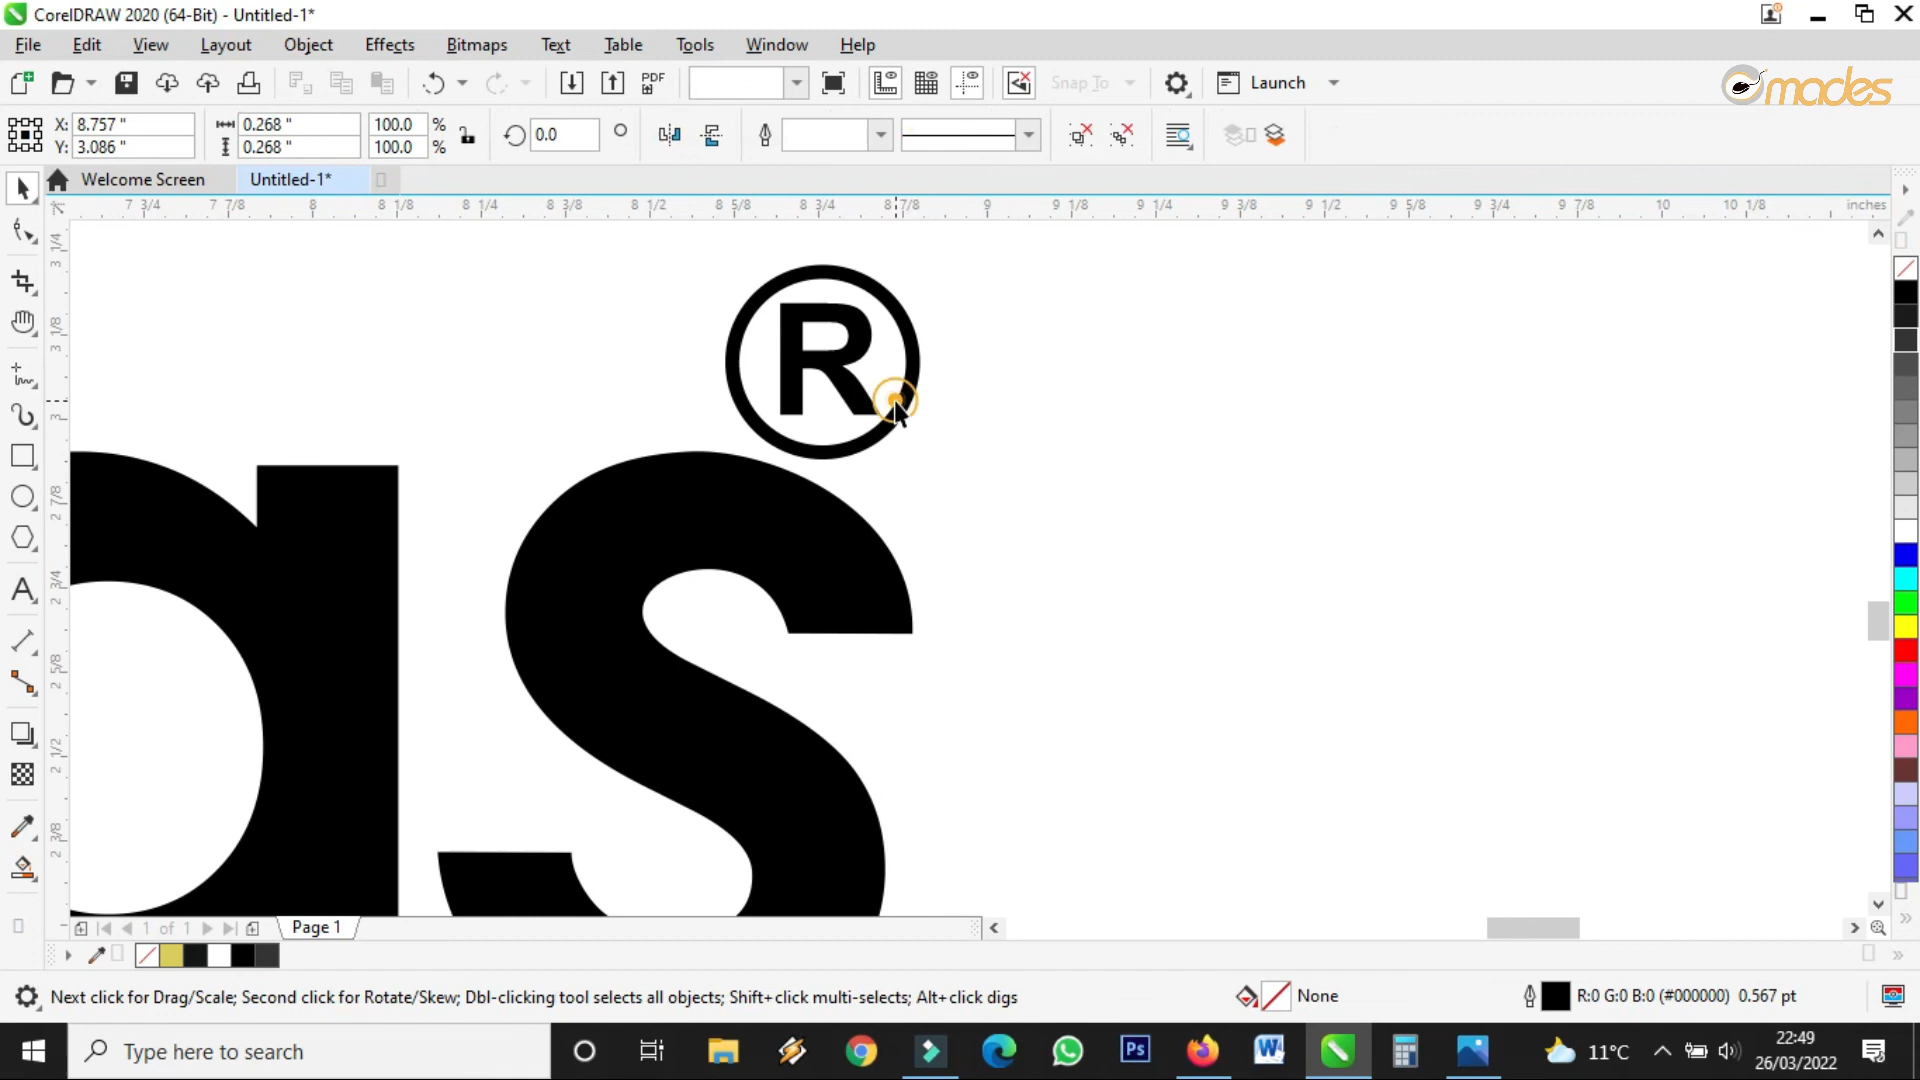 CorelDRAW 2020 (64-Bit) - Untitled-1*
File Edit View Layout Object Effects Bitmaps Text Table Tools Window Help
PDF Snap To Launch
mades
X: 8.757 " 0.268 " 100.0 % 0.0
Y: 3.086 " 0.268 " 100.0 %
Welcome Screen Untitled-1*
7 3/4 7 7/8 8 8 1/8 8 1/4 8 3/8 8 1/2 8 5/8 8 3/4 8 7/8 9 9 1/8 9 1/4 9 3/8 9 1/2 9 5/8 9 3/4 9 7/8 10 10 1/8 inches
3 1/4
3 1/8
3
2 7/8
2 3/4
2 5/8
2 1/2
2 3/8
®
as
1 of 1 Page 1
Next click for Drag/Scale; Second click for Rotate/Skew; Dbl-clicking tool selects all objects; Shift+click multi-selects; Alt+click digs None R:0 G:0 B:0 (#000000) 0.567 pt
Type here to search Ps W 11°C 22:49
26/03/2022